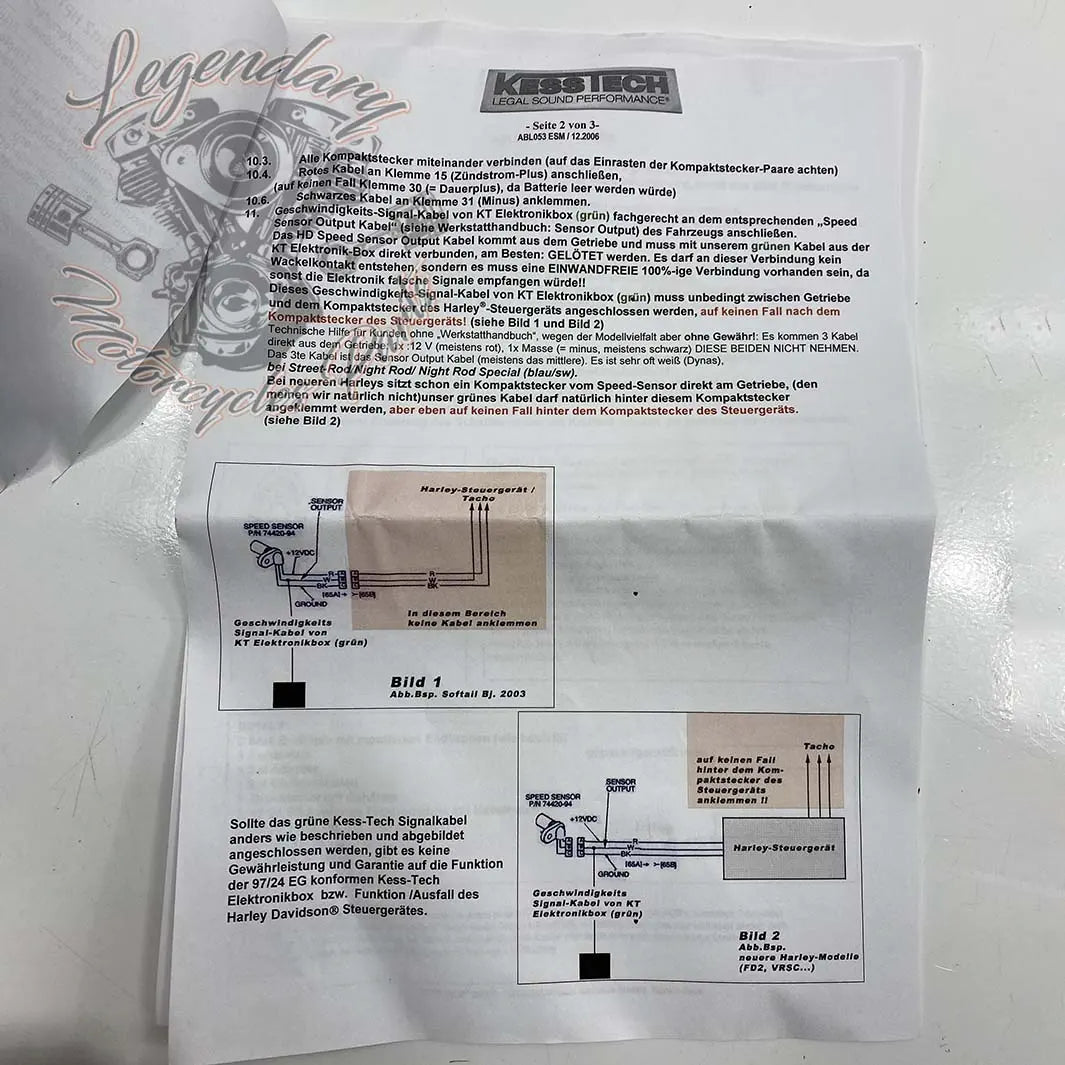 Legendary
Motorcycles Parts
KESSTECH
LEGAL SOUND PERFORMANCE®
- Seite 2 von 3-
ABL053 ESM / 12.2006
10.3. Alle Kompaktstecker miteinander verbinden (auf das Einrasten der Kompaktstecker-Paare achten)
10.4. Rotes Kabel an Klemme 15 (Zündstrom-Plus) anschließen,
(auf keinen Fall Klemme 30 (= Dauerplus), da Batterie leer werden würde)
10.6. Schwarzes Kabel an Klemme 31 (Minus) anklemmen.
11. Geschwindigkeits-Signal-Kabel von KT Elektronikbox (grün) fachgerecht an dem entsprechenden „Speed
Sensor Output Kabel“ (siehe Werkstatthandbuch: Sensor Output) des Fahrzeugs anschließen.
Das HD Speed Sensor Output Kabel kommt aus dem Getriebe und muss mit unserem grünen Kabel aus der
KT Elektronik-Box direkt verbunden, am Besten: GELÖTET werden. Es darf an dieser Verbindung kein
Wackelkontakt entstehen, sondern es muss eine EINWANDFREIE 100%-ige Verbindung vorhanden sein, da
sonst die Elektronik falsche Signale empfangen würde!!
Dieses Geschwindigkeits-Signal-Kabel von KT Elektronikbox (grün) muss unbedingt zwischen Getriebe
und dem Kompaktstecker des Harley®-Steuergeräts angeschlossen werden, auf keinen Fall nach dem
Kompaktstecker des Steuergeräts! (siehe Bild 1 und Bild 2)
Technische Hilfe für Kunden ohne „Werkstatthandbuch“, wegen der Modellvielfalt aber ohne Gewähr!: Es kommen 3 Kabel
direkt aus dem Getriebe: 1x :12 V (meistens rot), 1x Masse (= minus, meistens schwarz) DIESE BEIDEN NICHT NEHMEN.
Das 3te Kabel ist das Sensor Output Kabel (meistens das mittlere). Es ist sehr oft weiß (Dynas),
bei Street-Rod/Night Rod/ Night Rod Special (blau/sw).
Bei neueren Harleys sitzt schon ein Kompaktstecker vom Speed-Sensor direkt am Getriebe, (den
meinen wir natürlich nicht)unser grünes Kabel darf natürlich hinter diesem Kompaktstecker
angeklemmt werden, aber eben auf keinen Fall hinter dem Kompaktstecker des Steuergeräts.
(siehe Bild 2)
Harley-Steuergerät /
Tacho
SENSOR
OUTPUT
SPEED SENSOR
P/N 74420-94
+12VDC
R
W
BK
R
W
BK
[65A]
[65B]
GROUND
In diesem Bereich
keine Kabel anklemmen
Geschwindigkeits
Signal-Kabel von
KT Elektronikbox (grün)
Bild 1
Abb.Bsp. Softail Bj. 2003
Tacho
auf keinen Fall
hinter dem Kom-
paktstecker des
Steuergeräts
anklemmen !!
SENSOR
OUTPUT
SPEED SENSOR
P/N 74420-94
+12VDC
R
W
BK
[65A]
[65B]
GROUND
Harley-Steuergerät
Geschwindigkeits
Signal-Kabel von KT
Elektronikbox (grün)
Bild 2
Abb.Bsp.
neuere Harley-Modelle
(FD2, VRSC...)
Sollte das grüne Kess-Tech Signalkabel
anders wie beschrieben und abgebildet
angeschlossen werden, gibt es keine
Gewährleistung und Garantie auf die Funktion
der 97/24 EG konformen Kess-Tech
Elektronikbox bzw. Funktion /Ausfall des
Harley Davidson® Steuergerätes.